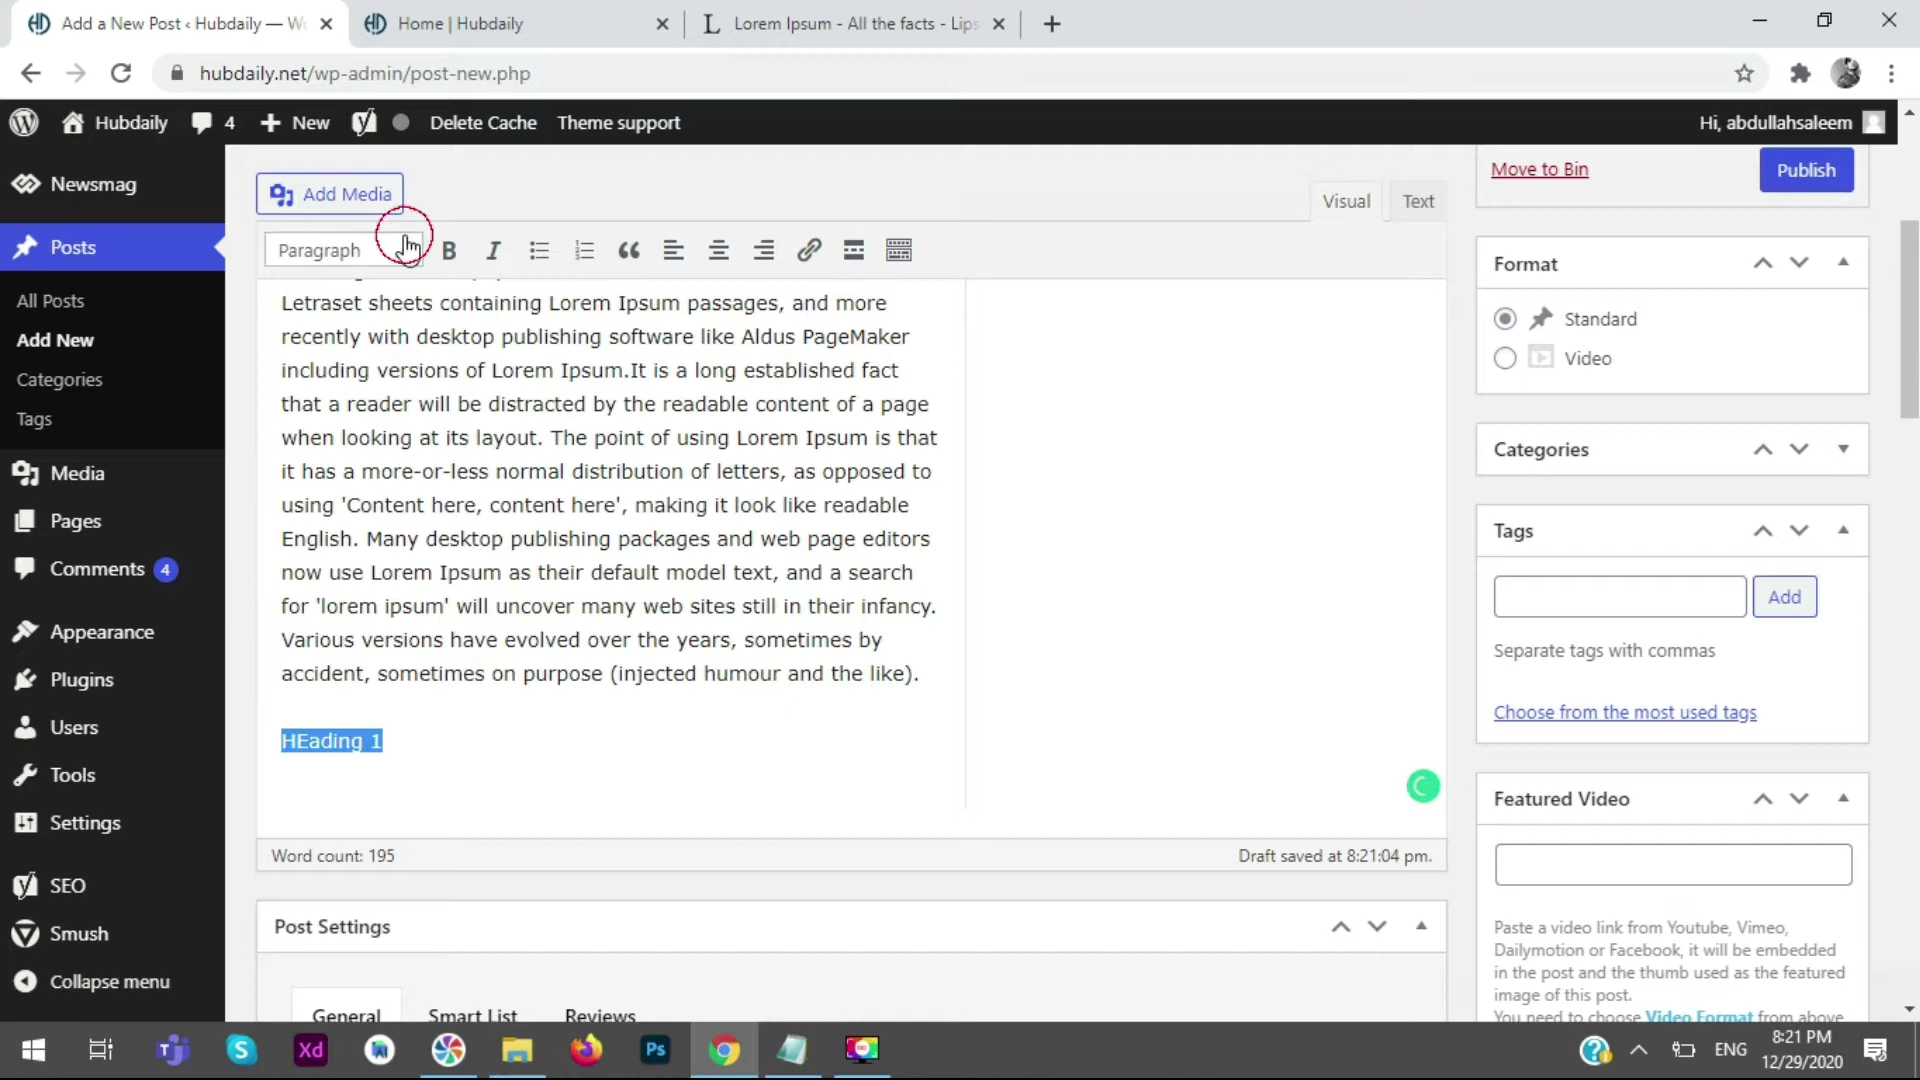 Add a New Post ‹ Hubdaily — Wo
Home | Hubdaily
Lorem Ipsum - All the facts - Lips
hubdaily.net/wp-admin/post-new.php
Hubdaily
4
New
Delete Cache
Theme support
Hi, abdullahsaleem
Newsmag
Posts
All Posts
Add New
Categories
Tags
Media
Pages
Comments 4
Appearance
Plugins
Users
Tools
Settings
SEO
Smush
Collapse menu
Add Media
Visual
Text
Paragraph
B I
Letraset sheets containing Lorem Ipsum passages, and more
recently with desktop publishing software like Aldus PageMaker
including versions of Lorem Ipsum.It is a long established fact
that a reader will be distracted by the readable content of a page
when looking at its layout. The point of using Lorem Ipsum is that
it has a more-or-less normal distribution of letters, as opposed to
using 'Content here, content here', making it look like readable
English. Many desktop publishing packages and web page editors
now use Lorem Ipsum as their default model text, and a search
for 'lorem ipsum' will uncover many web sites still in their infancy.
Various versions have evolved over the years, sometimes by
accident, sometimes on purpose (injected humour and the like).
HEading 1
Word count: 195
Draft saved at 8:21:04 pm.
Post Settings
General
Smart List
Reviews
Move to Bin
Publish
Format
Standard
Video
Categories
Tags
Add
Separate tags with commas
Choose from the most used tags
Featured Video
Paste a video link from Youtube, Vimeo,
Dailymotion or Facebook, it will be embedded
in the post and the thumb used as the featured
image of this post.
You need to choose Video Format from above
Xd
Ps
ENG
8:21 PM
12/29/2020